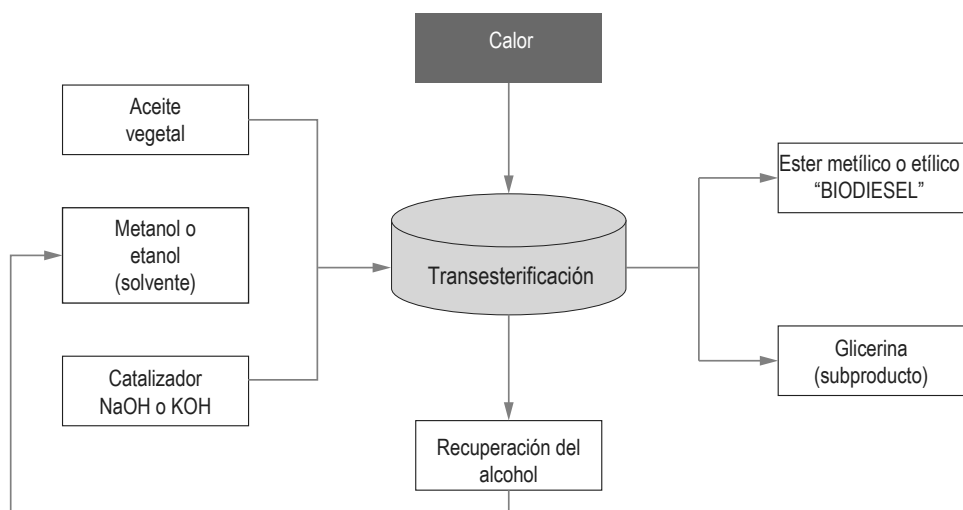 Calor
Aceite
vegetal
Metanol o
etanol
(solvente)
Catalizador
NaOH o KOH
Transesterificación
Recuperación del
alcohol
Ester metílico o etílico
“BIODIESEL”
Glicerina
(subproducto)